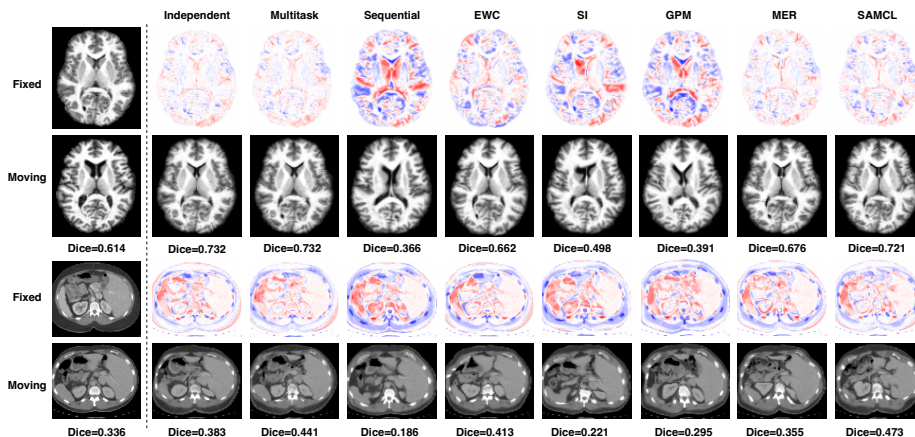 Independent Multitask Sequential EWC SI GPM MER SAMCL
Fixed
Moving
Dice=0.614 Dice=0.732 Dice=0.732 Dice=0.366 Dice=0.662 Dice=0.498 Dice=0.391 Dice=0.676 Dice=0.721
Fixed
Moving
Dice=0.336 Dice=0.383 Dice=0.441 Dice=0.186 Dice=0.413 Dice=0.221 Dice=0.295 Dice=0.355 Dice=0.473